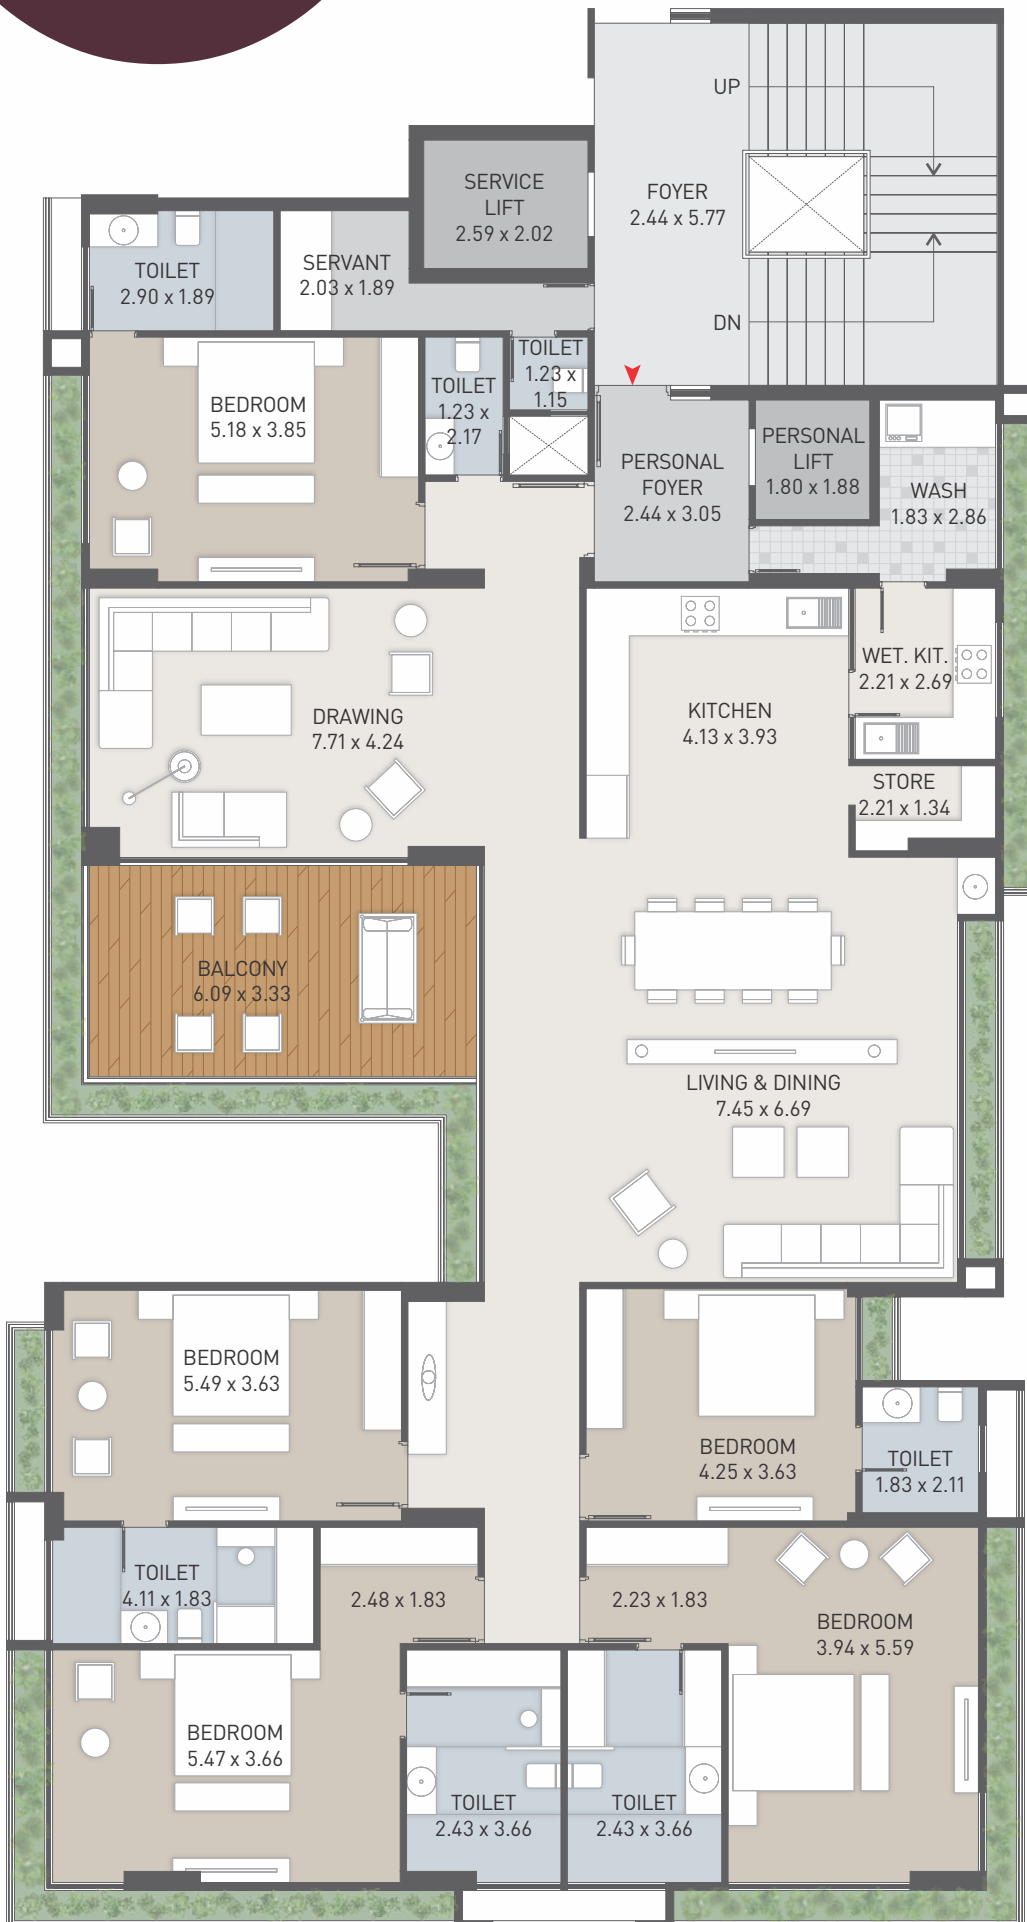 UP
SERVICE
LIFT
2.59 x 2.02
FOYER
2.44 x 5.77
TOILET
2.90 x 1.89
SERVANT
2.03 x 1.89
DN
TOILET
1.23 x
1.15
TOILET
1.23 x
2.17
BEDROOM
5.18 x 3.85
PERSONAL
FOYER
2.44 x 3.05
PERSONAL
LIFT
1.80 x 1.88
WASH
1.83 x 2.86
WET. KIT.
2.21 x 2.69
DRAWING
7.71 x 4.24
KITCHEN
4.13 x 3.93
STORE
2.21 x 1.34
BALCONY
6.09 x 3.33
LIVING & DINING
7.45 x 6.69
BEDROOM
5.49 x 3.63
BEDROOM
4.25 x 3.63
TOILET
1.83 x 2.11
TOILET
4.11 x 1.83
2.48 x 1.83
2.23 x 1.83
BEDROOM
3.94 x 5.59
BEDROOM
5.47 x 3.66
TOILET
2.43 x 3.66
TOILET
2.43 x 3.66